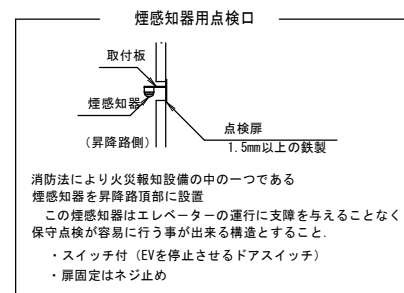 煙感知器用点検口
取付板
煙感知器
(昇降路側)
点検扉
1.5mm以上の鉄製
消防法により火災報知設備の中の一つである
煙感知器を昇降路頂部に設置
この煙感知器はエレベーターの運行に支障を与えることなく
保守点検が容易に行う事が出来る構造とすること.
・スイッチ付(EVを停止させるドアスイッチ)
・扉固定はネジ止め